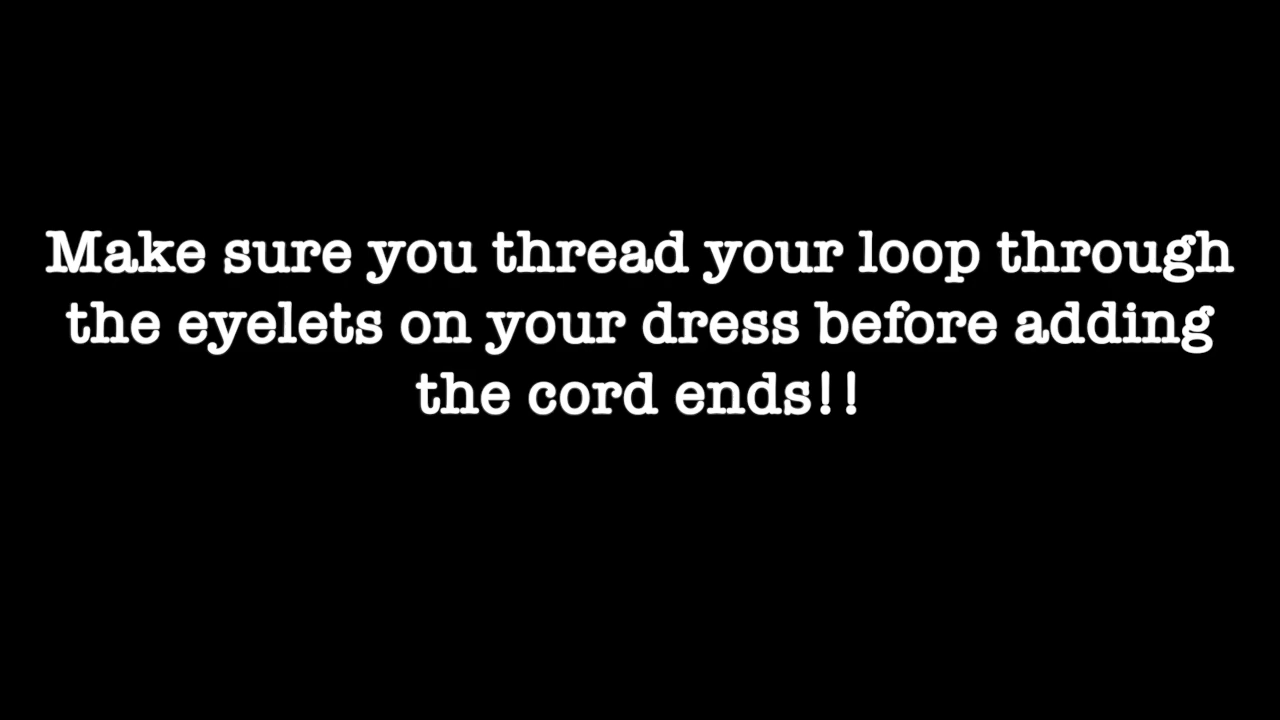 Make sure you thread your loop through
the eyelets on your dress before adding
the cord ends!!